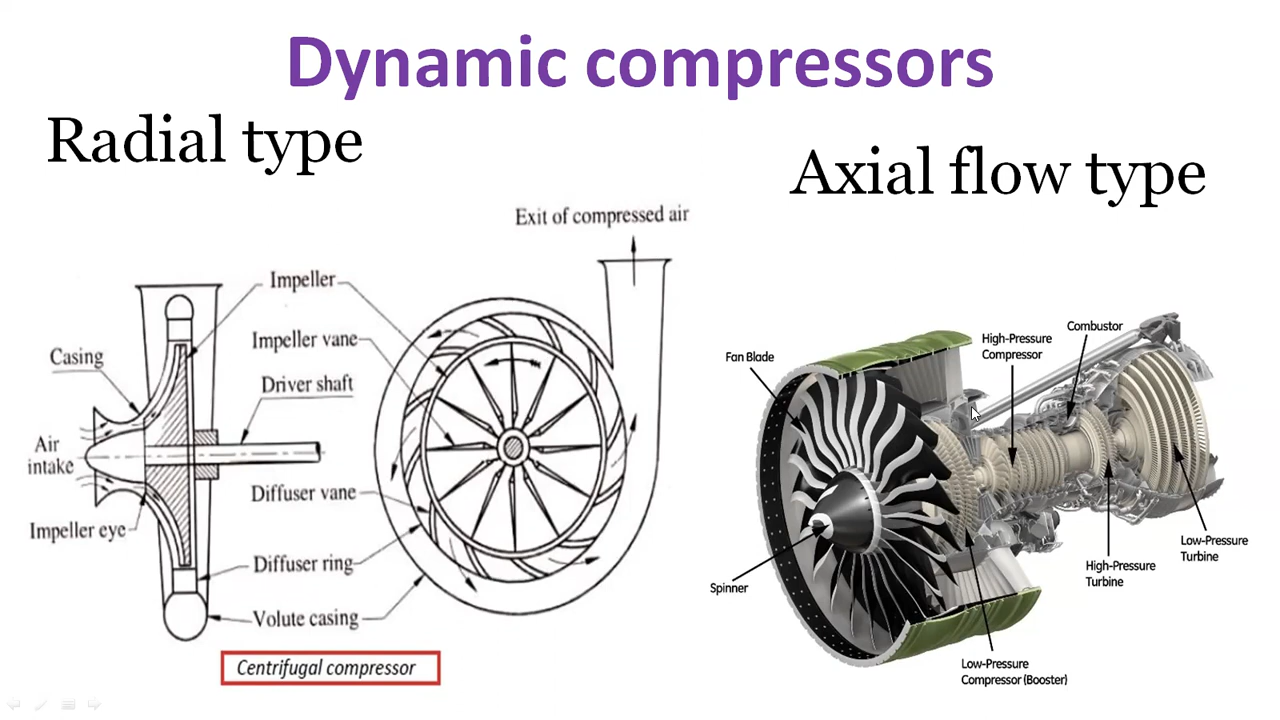 Dynamic compressors
Radial type
Axial flow type
Exit of compressed air
Impeller
Impeller vane
Casing
Driver shaft
Air
intake
Diffuser vane
Impeller eye
Diffuser ring
Volute casing
Centrifugal compressor
Fan Blade
High-Pressure
Compressor
Combustor
Spinner
Low-Pressure
Compressor (Booster)
High-Pressure
Turbine
Low-Pressure
Turbine